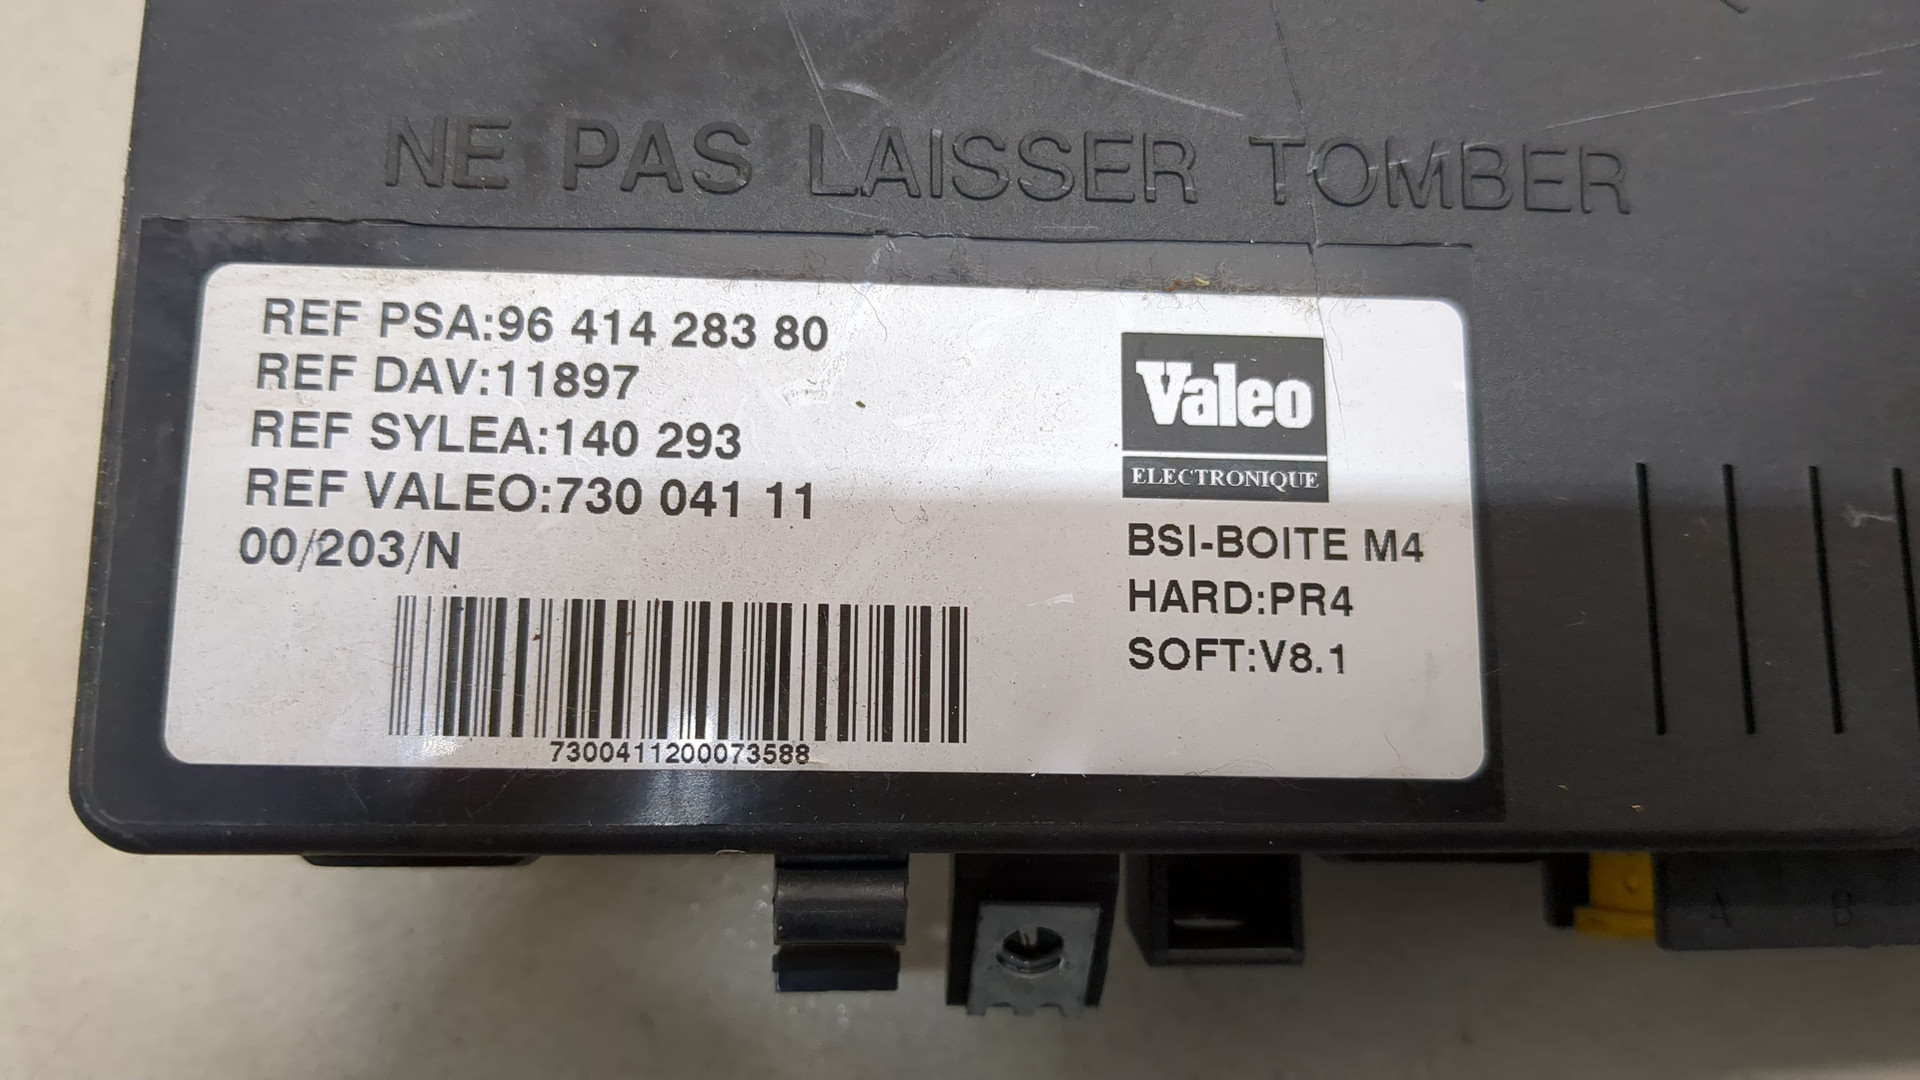 NE PAS LAISSER TOMBER
REF PSA:96 414 283 80
REF DAV:11897
REF SYLEA:140 293
REF VALEO:730 041 11
00/203/N
7300411200073588
Valeo
ELECTRONIQUE
BSI-BOITE M4
HARD:PR4
SOFT:V8.1
A B